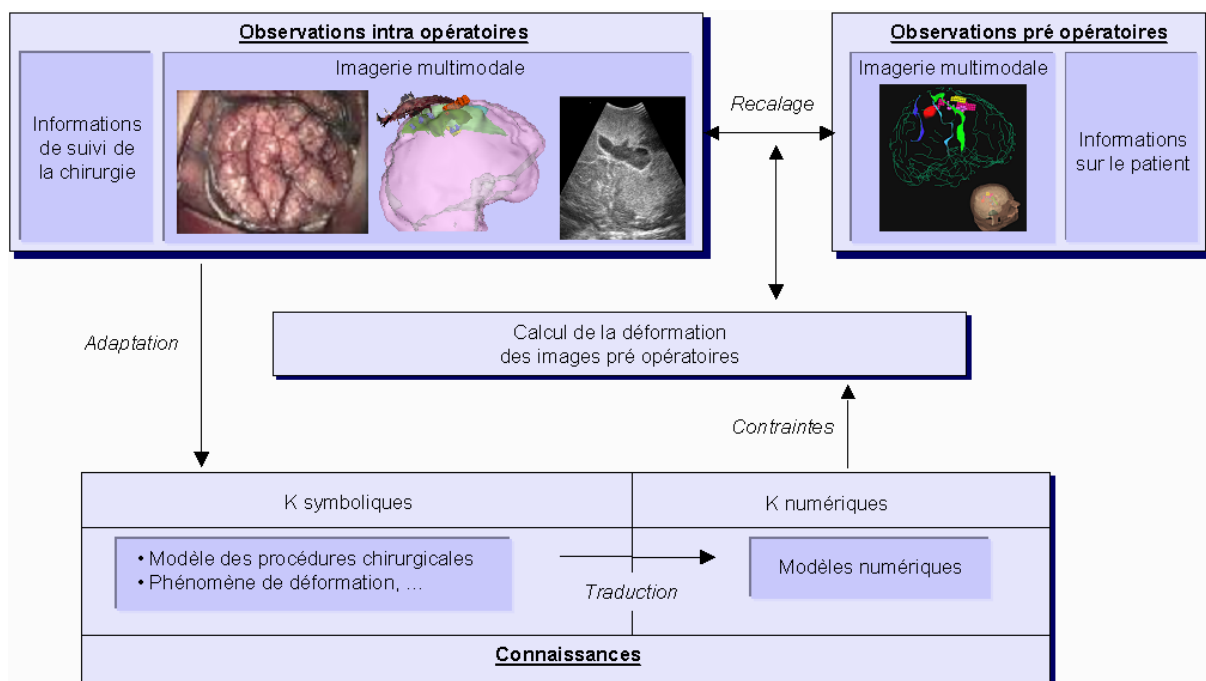 Observations intra opératoires
Informations
de suivi de
la chirurgie
Imagerie multimodale
Recalage
Observations pré opératoires
Imagerie multimodale
Informations
sur le patient
Adaptation
Calcul de la déformation
des images pré opératoires
Contraintes
K symboliques
K numériques
• Modèle des procédures chirurgicales
• Phénomène de déformation, ...
Traduction
Modèles numériques
Connaissances